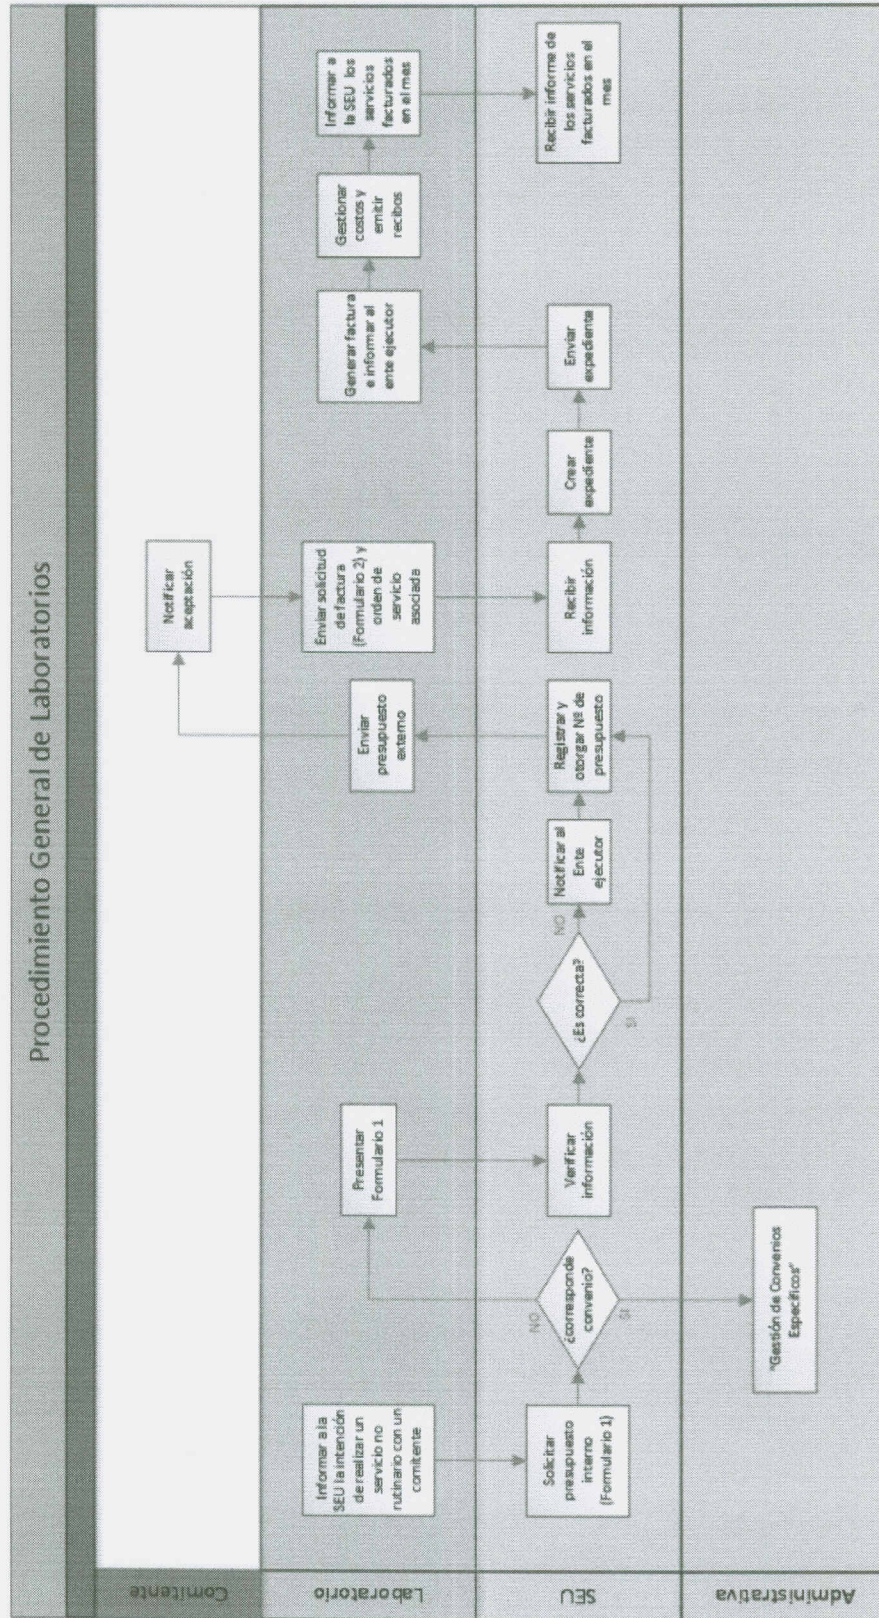 Procedimiento General de Laboratorios
Comitente
Notificar
aceptación
Laboratorio
Informar a la
SEU la intención
de realizar un
servicio no
rutinario con un
comitente
Presentar
Formulario 1
Enviar
presupuesto
externo
Enviar solicitud
de factura
(Formulario 2) y
orden de
servicio
asociada
Generar factura
e informar al
ente ejecutor
Gestionar
costos y
emitir
recibos
Informar a
la SEU los
servicios
facturados
en el mes
SEU
Solicitar
presupuesto
interno
(Formulario 1)
¿corresponde
convenio?
NO
SI
Verificar
información
¿Es correcta?
NO
SI
Notificar al
Ente
ejecutor
Registrar y
otorgar Nº de
presupuesto
Recibir
información
Crear
expediente
Enviar
expediente
Recibir informe de
los servicios
facturados en el
mes
Administrativa
"Gestión de Convenios
Específicos"